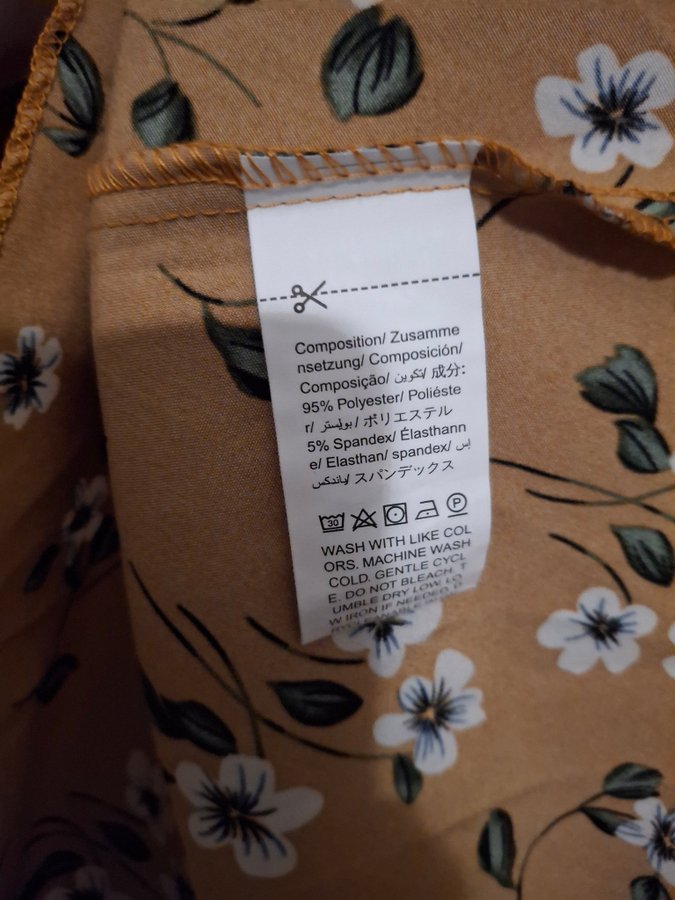 Composition/ Zusamme
nsetzung/ Composición/
Composição/ تكوين/ 成分:
95% Polyester/ Poliéste
r/ بوليستر/ ポリエステル
5% Spandex/ Élasthann
e/ Elasthan/ spandex/ إس
باندكس/ スパンデックス
30
P
WASH WITH LIKE COL
ORS. MACHINE WASH
COLD. GENTLE CYCL
E. DO NOT BLEACH. T
UMBLE DRY LOW. LO
W IRON IF NEEDED. D
RYCLEANABLE